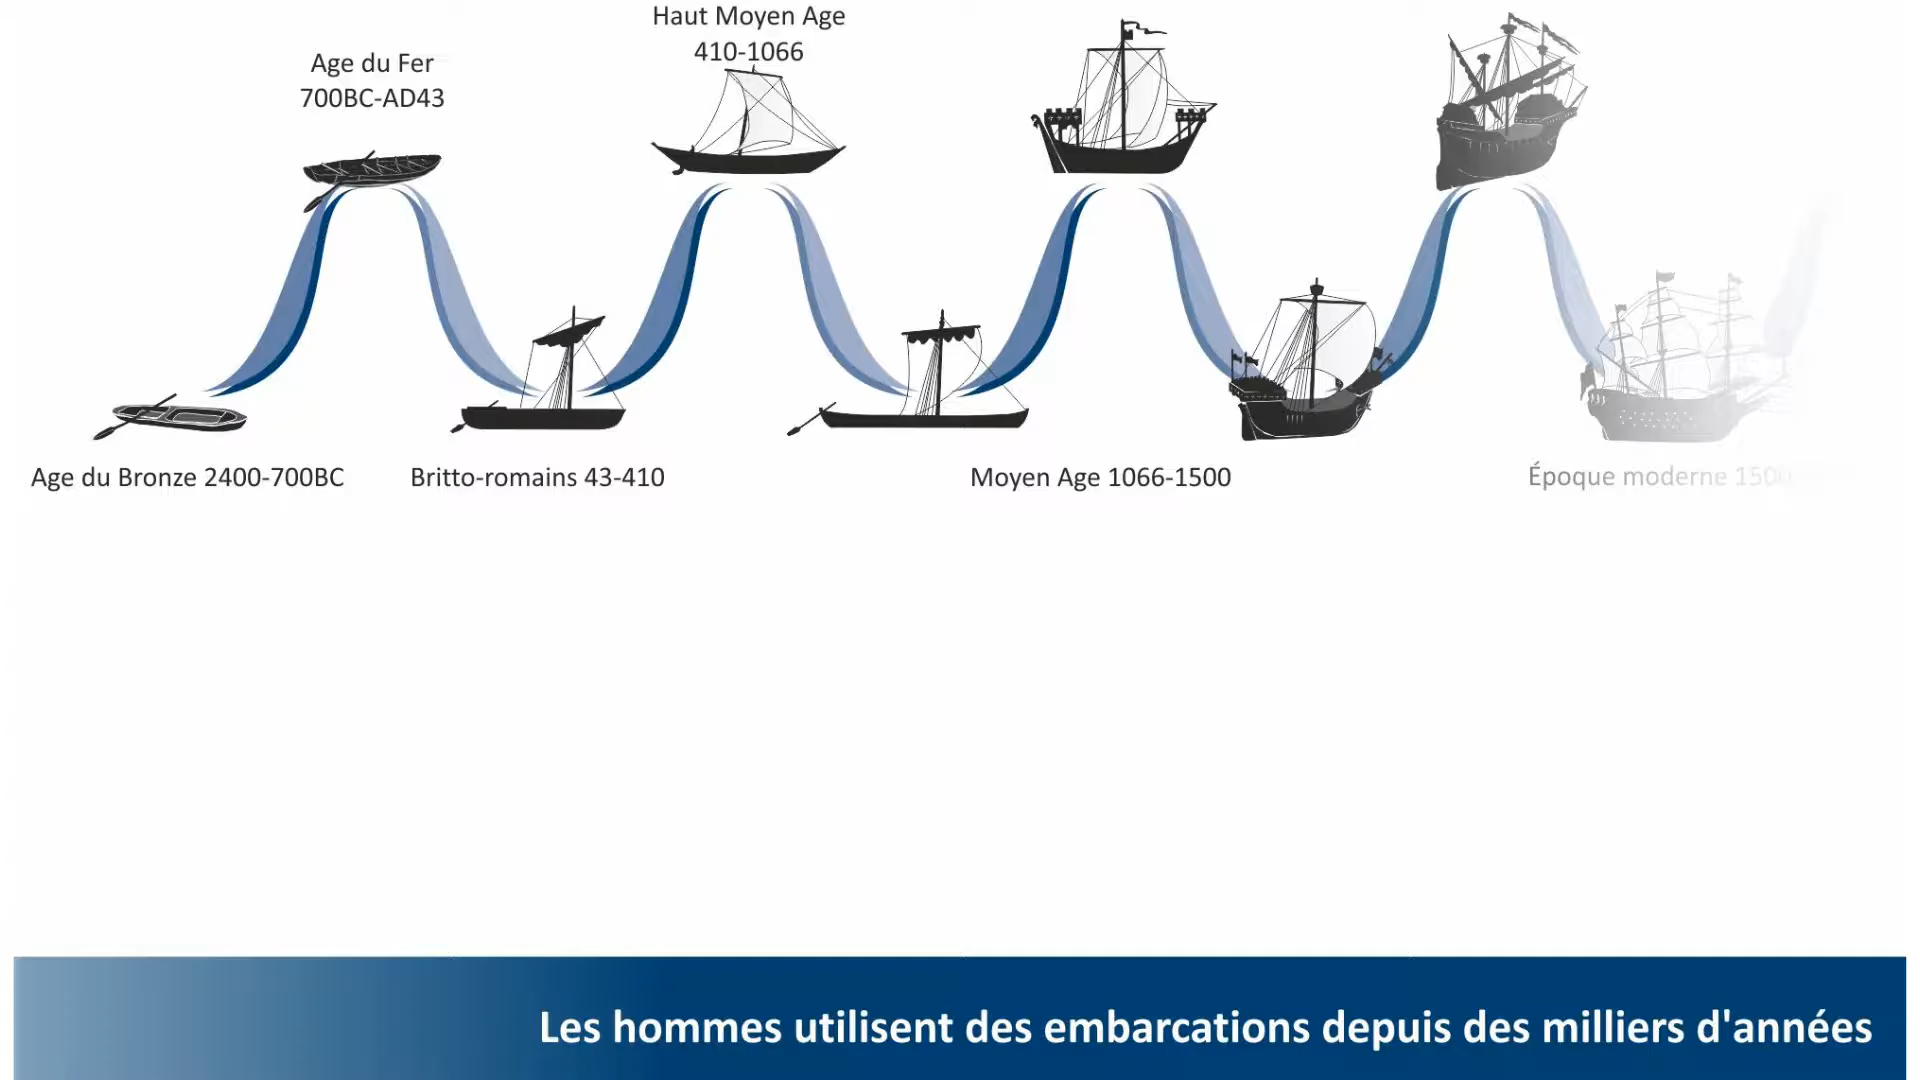 Haut Moyen Age
410-1066
Age du Fer
700BC-AD43
Age du Bronze 2400-700BC
Britto-romains 43-410
Moyen Age 1066-1500
Époque moderne
Les hommes utilisent des embarcations depuis des milliers d'années